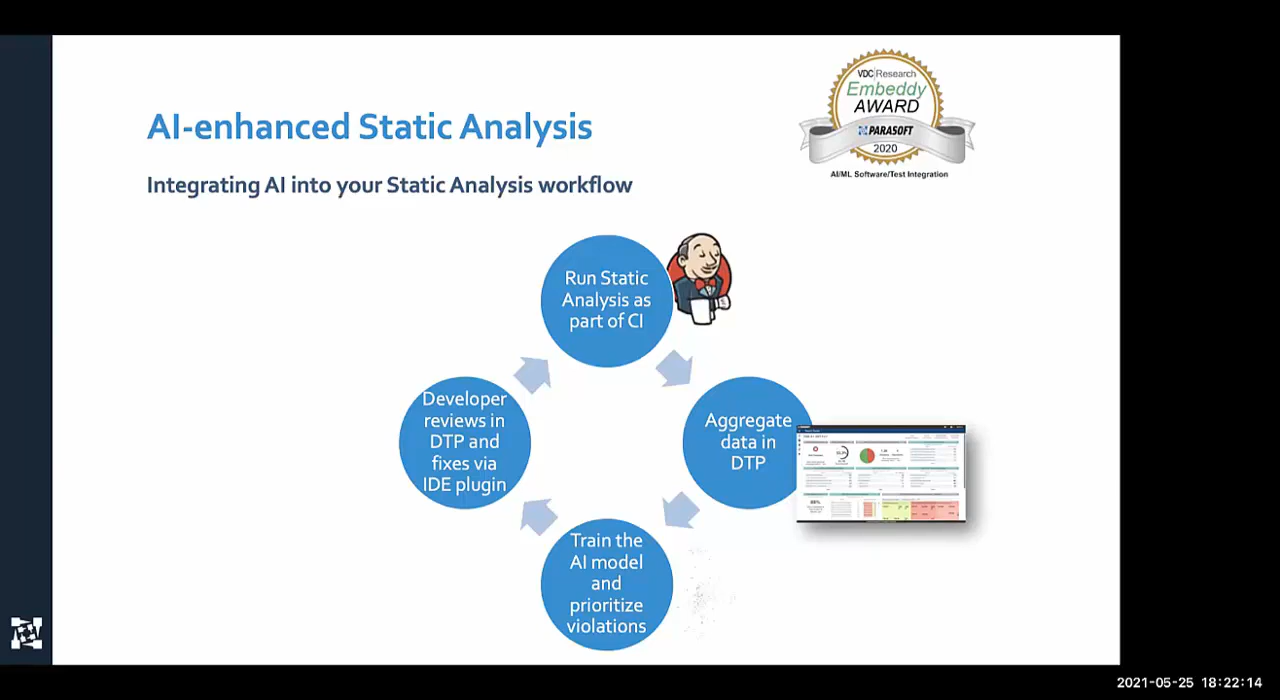 AI-enhanced Static Analysis
Integrating AI into your Static Analysis workflow
VDC Research
Embeddy
AWARD
PARASOFT
2020
AI/ML Software/Test Integration
Run Static
Analysis as
part of CI
Aggregate
data in
DTP
Train the
AI model
and
prioritize
violations
Developer
reviews in
DTP and
fixes via
IDE plugin
2021-05-25 18:22:14